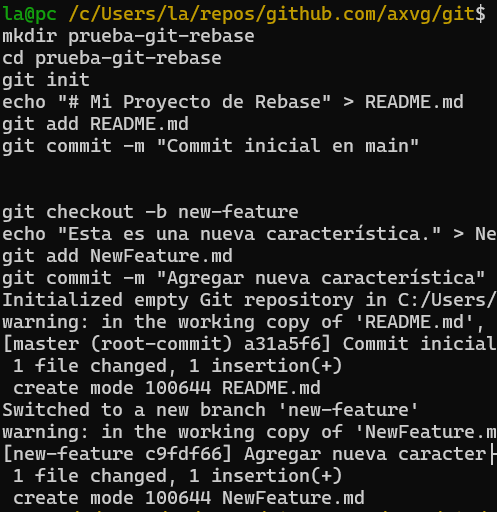 la@pc /c/Users/la/repos/github.com/axvg/git$
mkdir prueba-git-rebase
cd prueba-git-rebase
git init
echo "# Mi Proyecto de Rebase" > README.md
git add README.md
git commit -m "Commit inicial en main"
git checkout -b new-feature
echo "Esta es una nueva característica." > Ne
git add NewFeature.md
git commit -m "Agregar nueva característica"
Initialized empty Git repository in C:/Users/
warning: in the working copy of 'README.md',
[master (root-commit) a31a5f6] Commit inicial
1 file changed, 1 insertion(+)
create mode 100644 README.md
Switched to a new branch 'new-feature'
warning: in the working copy of 'NewFeature.m
[new-feature c9fdf66] Agregar nueva caracter├
1 file changed, 1 insertion(+)
create mode 100644 NewFeature.md